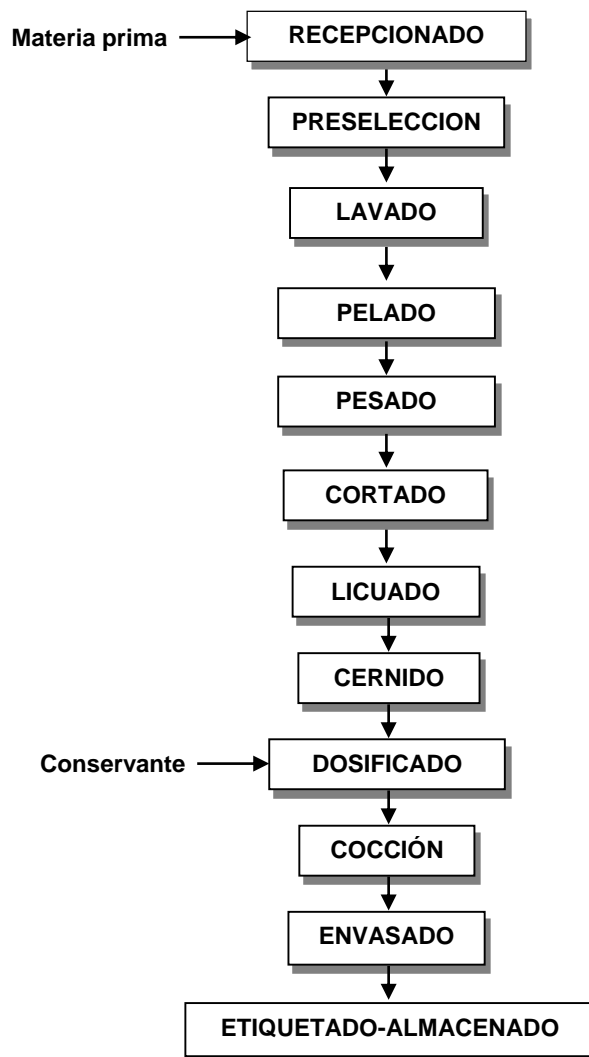 Materia prima
RECEPCIONADO
PRESELECCION
LAVADO
PELADO
PESADO
CORTADO
LICUADO
CERNIDO
Conservante
DOSIFICADO
COCCIÓN
ENVASADO
ETIQUETADO-ALMACENADO